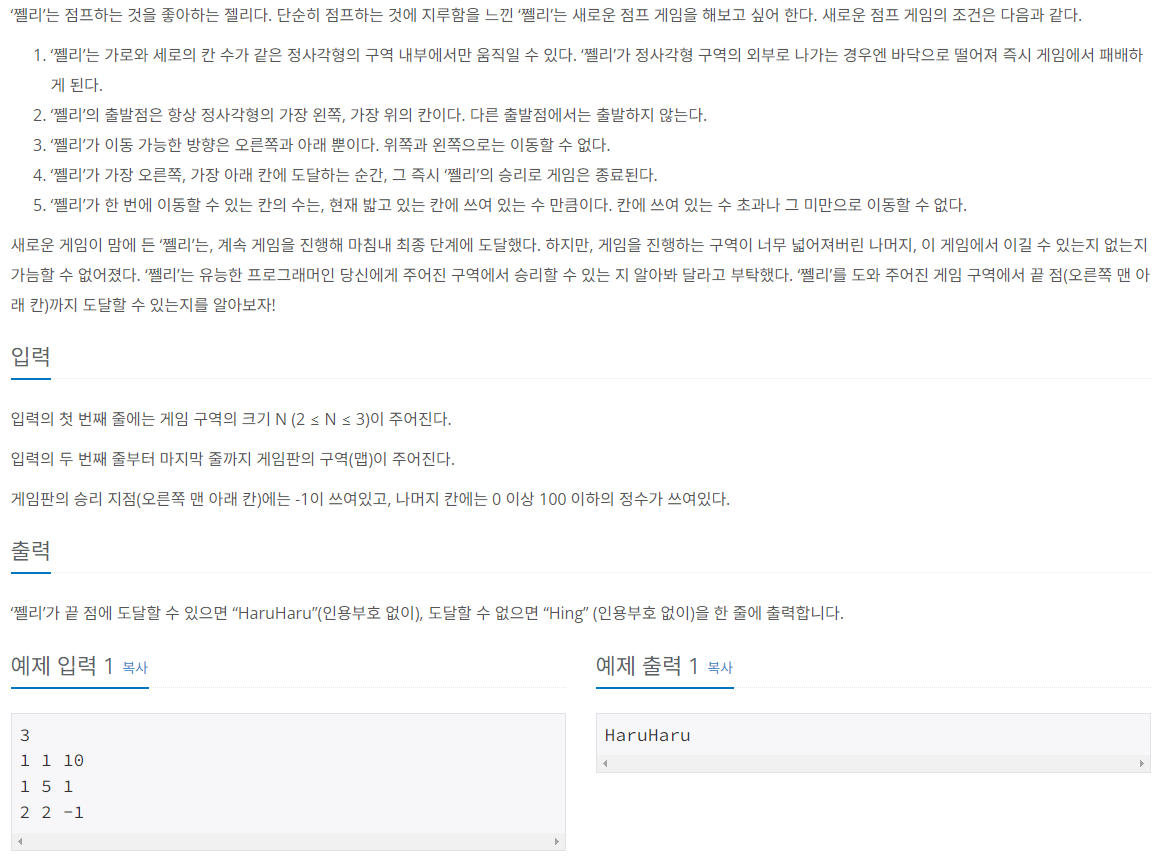 ‘쩰리’는 점프하는 것을 좋아하는 젤리다. 단순히 점프하는 것에 지루함을 느낀 ‘쩰리’는 새로운 점프 게임을 해보고 싶어 한다. 새로운 점프 게임의 조건은 다음과 같다.
1. ‘쩰리’는 가로와 세로의 칸 수가 같은 정사각형의 구역 내부에서만 움직일 수 있다. ‘쩰리’가 정사각형 구역의 외부로 나가는 경우엔 바닥으로 떨어져 즉시 게임에서 패배하
게 된다.
2. ‘쩰리’의 출발점은 항상 정사각형의 가장 왼쪽, 가장 위의 칸이다. 다른 출발점에서는 출발하지 않는다.
3. ‘쩰리’가 이동 가능한 방향은 오른쪽과 아래 뿐이다. 위쪽과 왼쪽으로는 이동할 수 없다.
4. ‘쩰리’가 가장 오른쪽, 가장 아래 칸에 도달하는 순간, 그 즉시 ‘쩰리’의 승리로 게임은 종료된다.
5. ‘쩰리’가 한 번에 이동할 수 있는 칸의 수는, 현재 밟고 있는 칸에 쓰여 있는 수 만큼이다. 칸에 쓰여 있는 수 초과나 그 미만으로 이동할 수 없다.
새로운 게임이 맘에 든 ‘쩰리’는, 계속 게임을 진행해 마침내 최종 단계에 도달했다. 하지만, 게임을 진행하는 구역이 너무 넓어져버린 나머지, 이 게임에서 이길 수 있는지 없는지
가늠할 수 없어졌다. ‘쩰리’는 유능한 프로그래머인 당신에게 주어진 구역에서 승리할 수 있는 지 알아봐 달라고 부탁했다. ‘쩰리’를 도와 주어진 게임 구역에서 끝 점(오른쪽 맨 아
래 칸)까지 도달할 수 있는지를 알아보자!
입력
입력의 첫 번째 줄에는 게임 구역의 크기 N (2 ≤ N ≤ 3)이 주어진다.
입력의 두 번째 줄부터 마지막 줄까지 게임판의 구역(맵)이 주어진다.
게임판의 승리 지점(오른쪽 맨 아래 칸)에는 -1이 쓰여있고, 나머지 칸에는 0 이상 100 이하의 정수가 쓰여있다.
출력
‘쩰리’가 끝 점에 도달할 수 있으면 “HaruHaru”(인용부호 없이), 도달할 수 없으면 “Hing” (인용부호 없이)을 한 줄에 출력합니다.
예제 입력 1 복사
3
1 1 10
1 5 1
2 2 -1
예제 출력 1 복사
HaruHaru